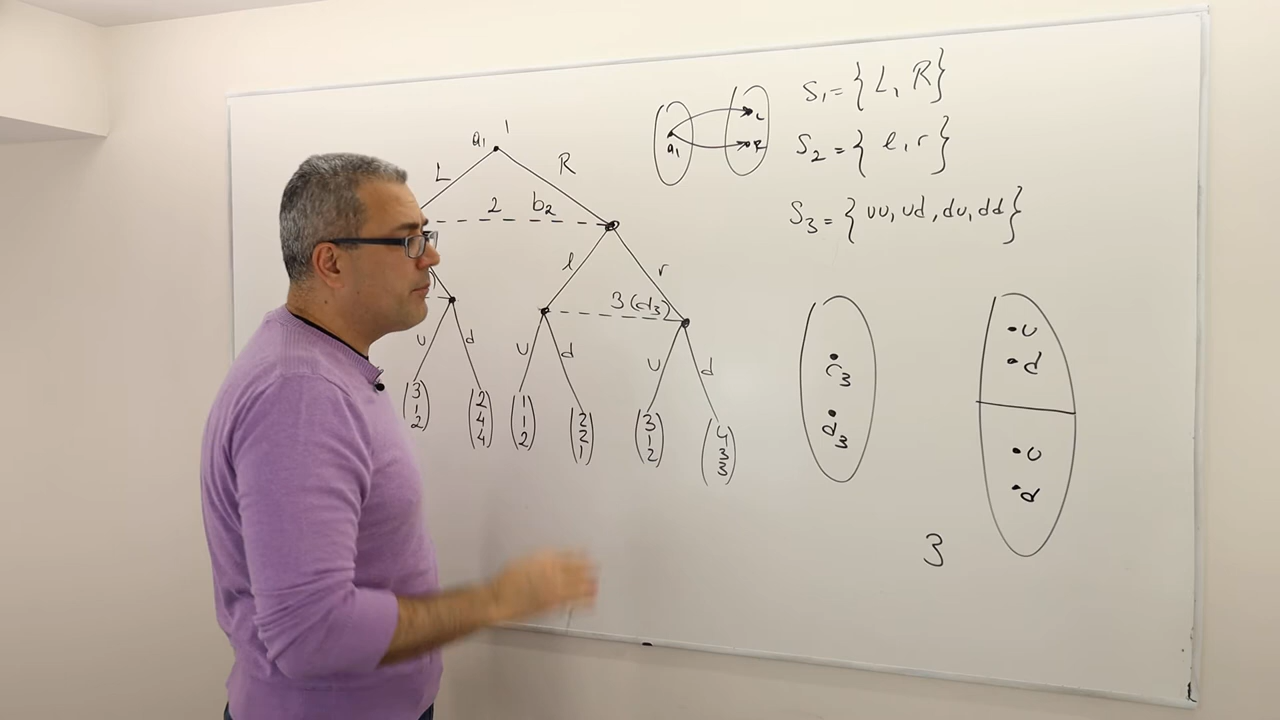 a₁ 1
L R
2 b₂
l r
3(d₃)
u d u d u d
(3 1 2) (2 4 4) (1 1 2) (2 2 1) (3 1 2) (4 3 3)
a₁ L
R
S₁ = { L, R }
S₂ = { l, r }
S₃ = { uu, ud, du, dd }
c₃
d₃
u
d
u
d
3